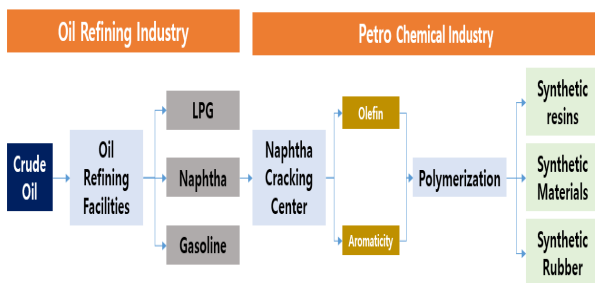 Oil Refining Industry
Petro Chemical Industry
Crude
Oil
Oil
Refining
Facilities
LPG
Naphtha
Gasoline
Naphtha
Cracking
Center
Olefin
Aromaticity
Polymerization
Synthetic
resins
Synthetic
Materials
Synthetic
Rubber